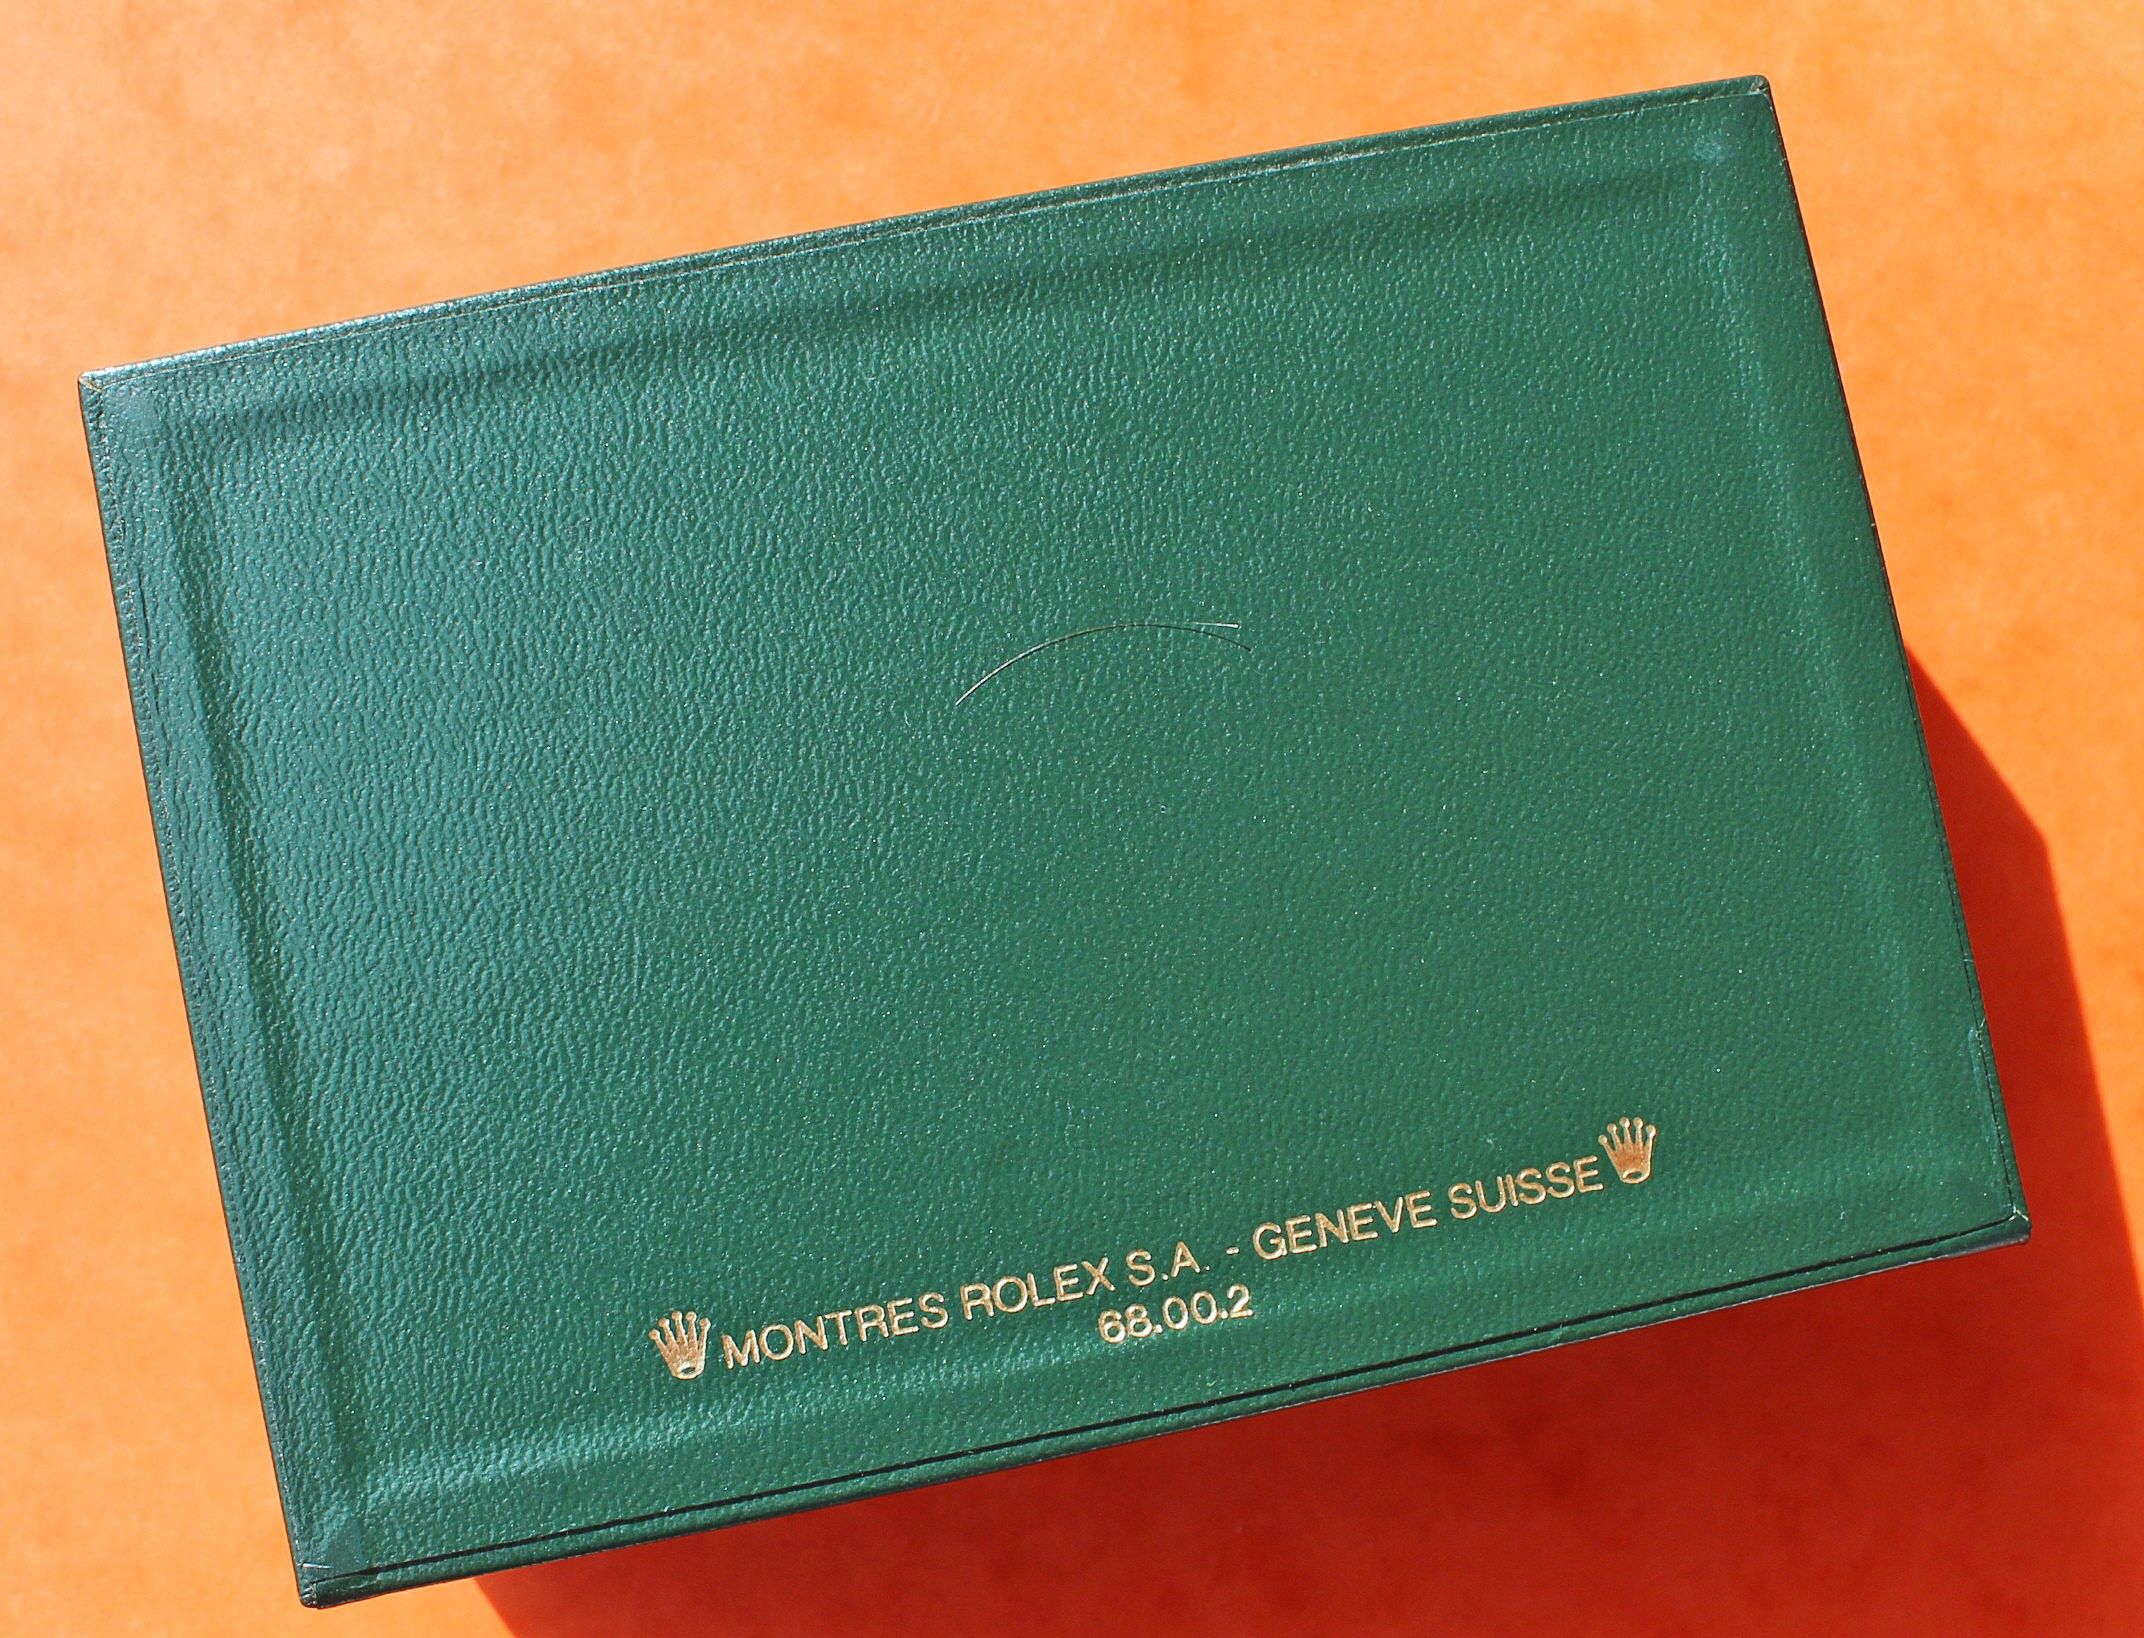 MONTRES ROLEX S.A. - GENEVE SUISSE
68.00.2